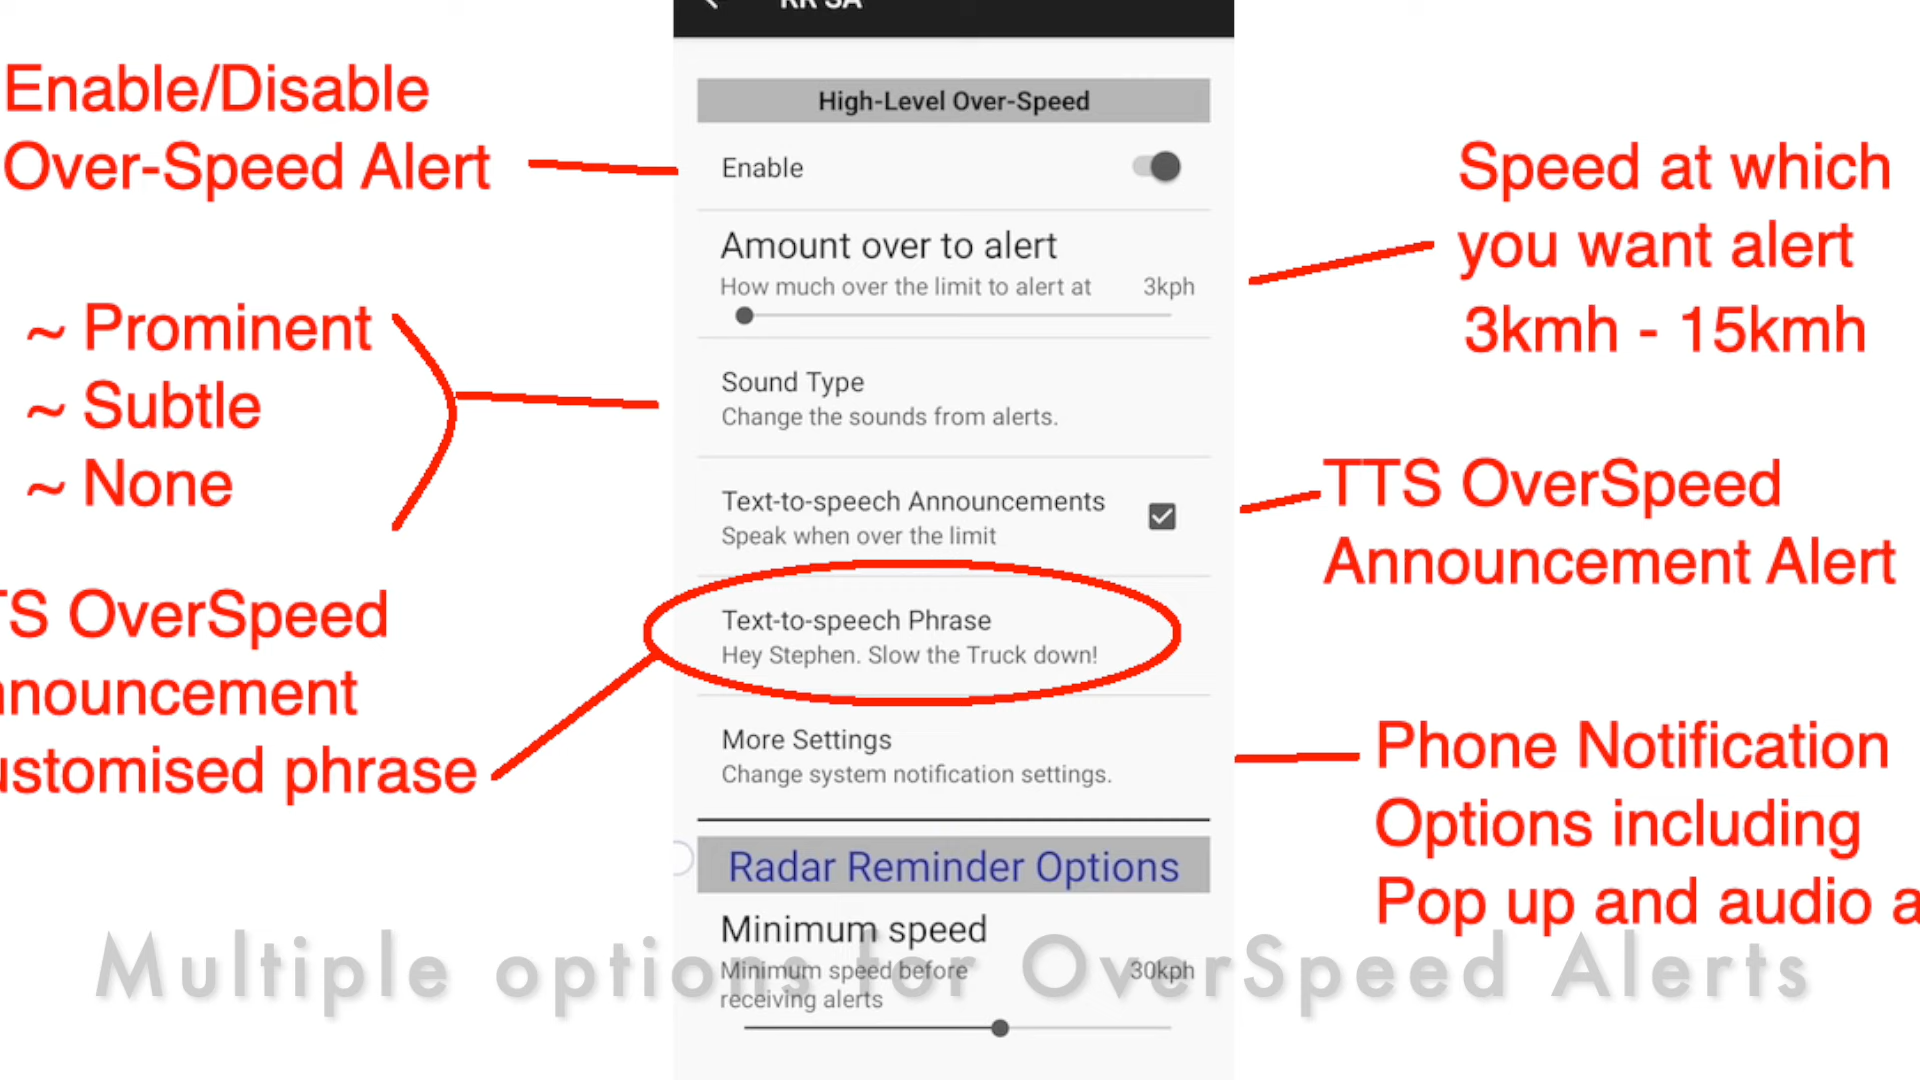 RR SA
Enable/Disable
Over-Speed Alert
~ Prominent
~ Subtle
~ None
TS OverSpeed
nnouncement
ustomised phrase
High-Level Over-Speed
Enable
Amount over to alert
How much over the limit to alert at 3kph
Sound Type
Change the sounds from alerts.
Text-to-speech Announcements
Speak when over the limit
Text-to-speech Phrase
Hey Stephen. Slow the Truck down!
More Settings
Change system notification settings.
Radar Reminder Options
Minimum speed
Minimum speed before 30kph
receiving alerts
Speed at which
you want alert
3kmh - 15kmh
TTS OverSpeed
Announcement Alert
Phone Notification
Options including
Pop up and audio a
Multiple options for OverSpeed Alerts